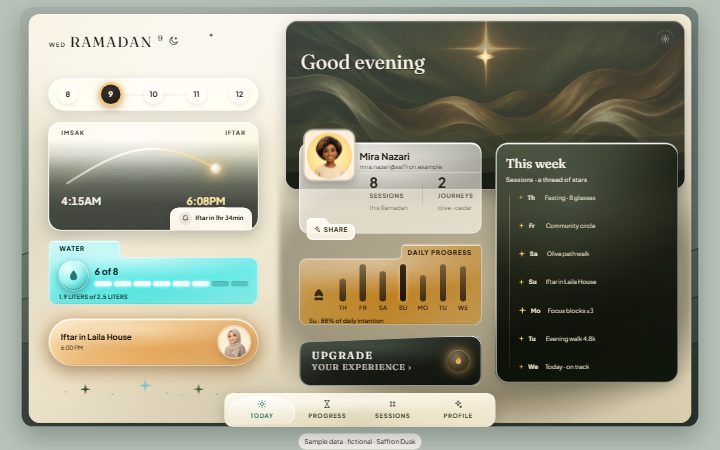 WED RAMADAN 9
8 9 10 11 12
IMSAK IFTAR
4:15AM 6:08PM
Iftar in 1hr 34min
WATER
6 of 8
1.9 LITERS of 2.5 LITERS
Iftar in Laila House
6:00 PM
Good evening
Mira Nazari
mira.nazari@saffron.example
8 2
SESSIONS JOURNEYS
this Ramadan olive · cedar
SHARE
DAILY PROGRESS
TH FR SA SU MO TU WE
Su · 88% of daily intention
UPGRADE
YOUR EXPERIENCE ›
This week
Sessions · a thread of stars
Th Fasting · 8 glasses
Fr Community circle
Sa Olive path walk
Su Iftar in Laila House
Mo Focus blocks x3
Tu Evening walk 4.8k
We Today · on track
TODAY PROGRESS SESSIONS PROFILE
Sample data · fictional · Saffron Dusk